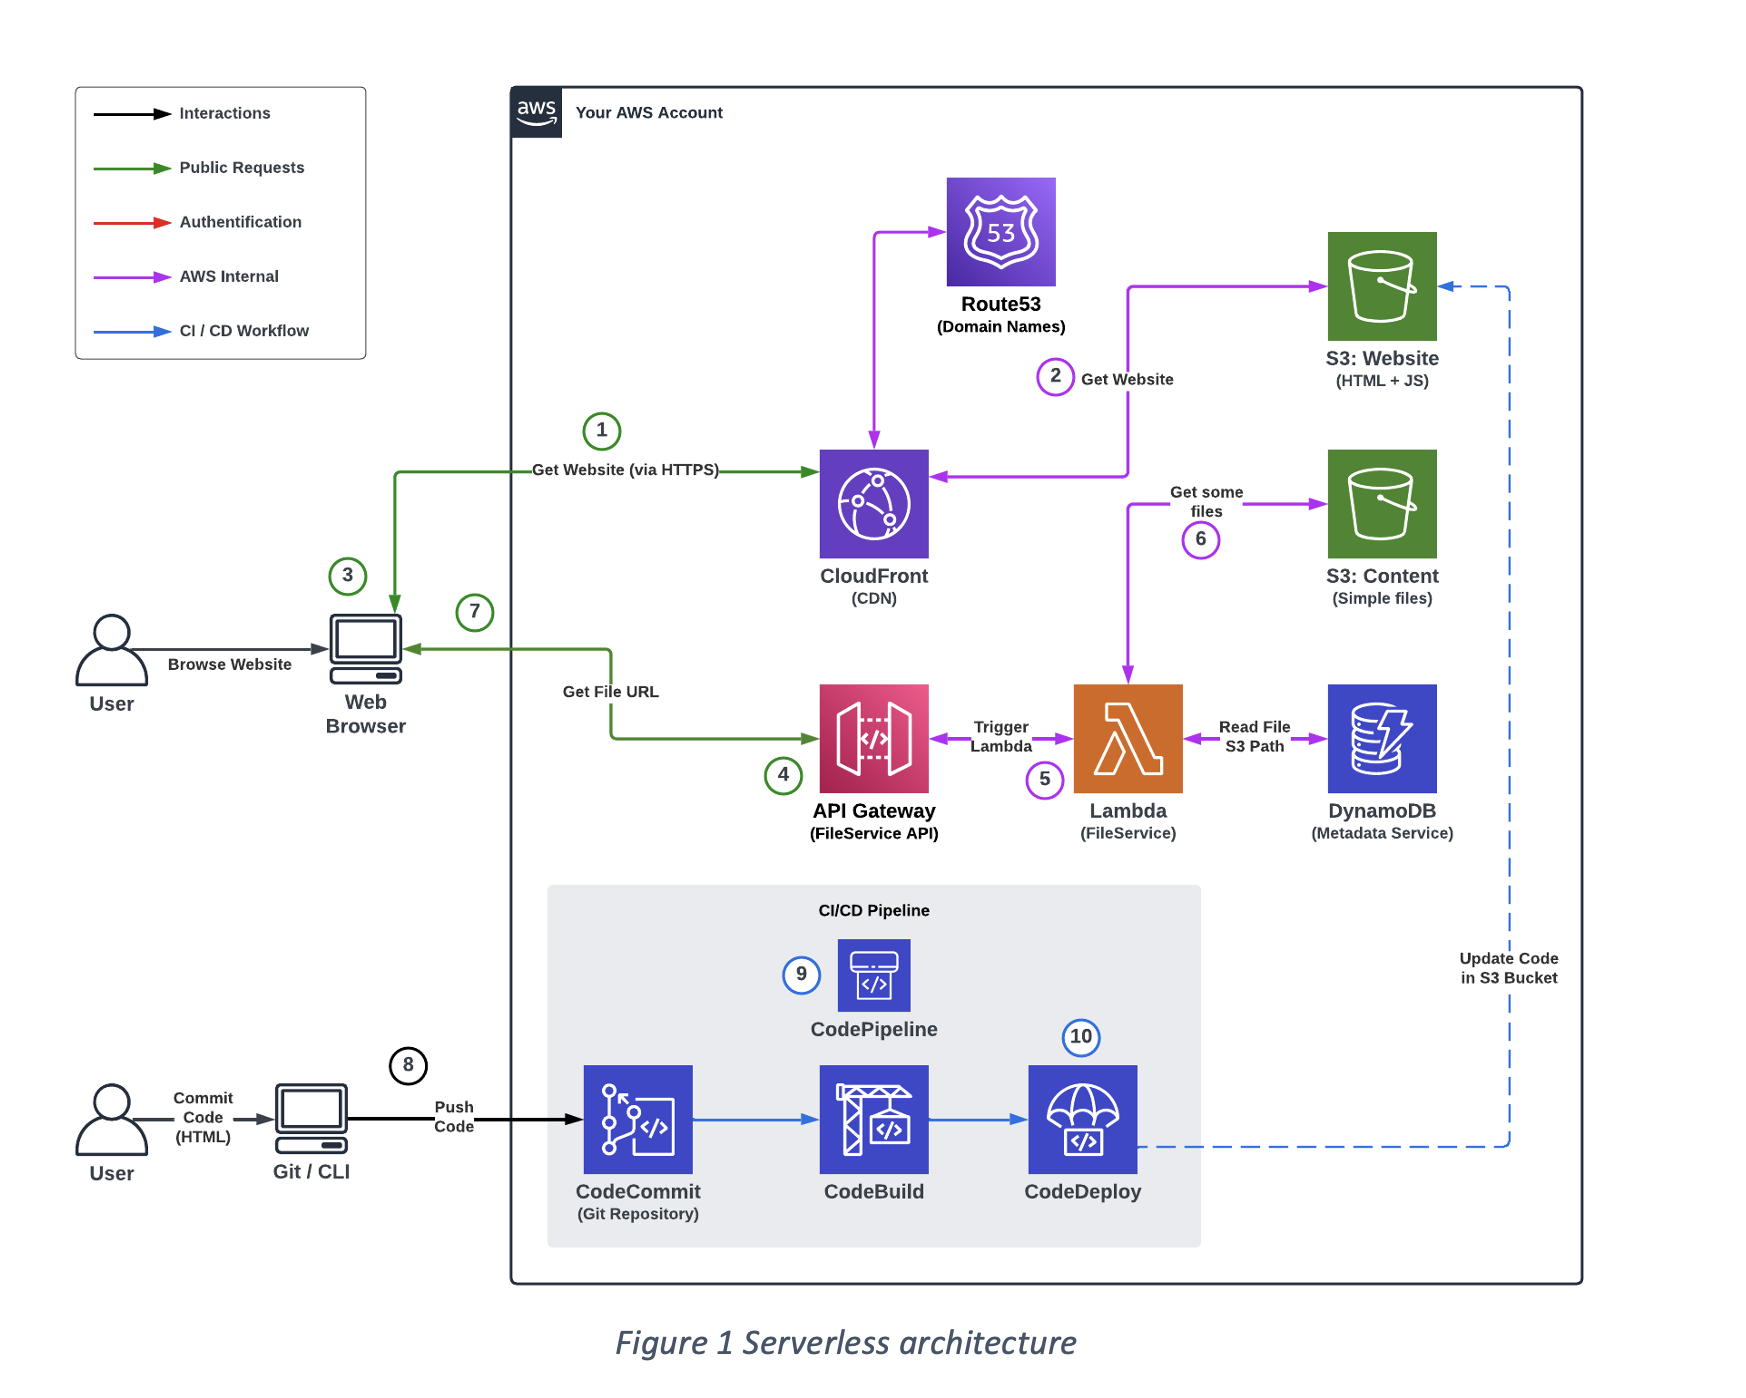 Interactions
Public Requests
Authentification
AWS Internal
CI / CD Workflow
aws
Your AWS Account
53
Route53
(Domain Names)
S3: Website
(HTML + JS)
2
Get Website
1
Get Website (via HTTPS)
CloudFront
(CDN)
Get some
files
6
S3: Content
(Simple files)
3
7
User
Browse Website
Web
Browser
Get File URL
4
API Gateway
(FileService API)
Trigger
Lambda
5
Lambda
(FileService)
Read File
S3 Path
DynamoDB
(Metadata Service)
CI/CD Pipeline
9
</>
CodePipeline
Update Code
in S3 Bucket
User
Commit
Code
(HTML)
Git / CLI
8
Push
Code
</>
CodeCommit
(Git Repository)
</>
CodeBuild
10
</>
CodeDeploy
</>
Figure 1 Serverless architecture